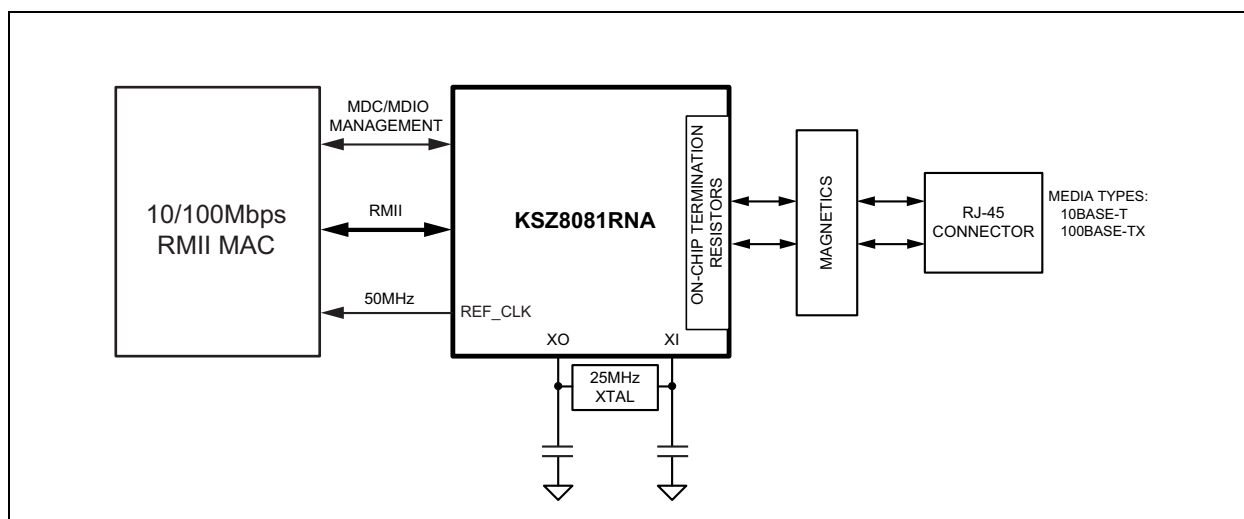 MDC/MDIO
MANAGEMENT
10/100Mbps
RMII MAC
RMII
50MHz
KSZ8081RNA
REF_CLK
XO
XI
25MHz
XTAL
ON-CHIP TERMINATION
RESISTORS
MAGNETICS
RJ-45
CONNECTOR
MEDIA TYPES:
10BASE-T
100BASE-TX